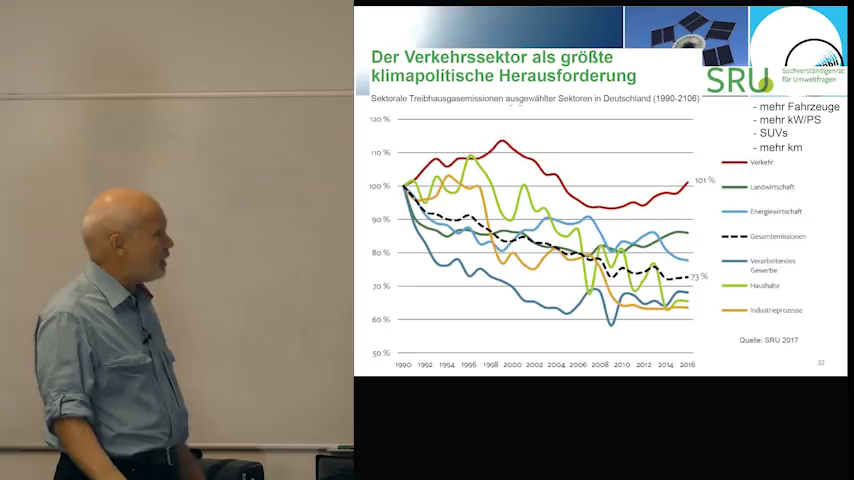 Der Verkehrssektor als größte
klimapolitische Herausforderung
SRU
Sachverständigenrat
für Umweltfragen
Sektorale Treibhausgasemissionen ausgewählter Sektoren in Deutschland (1990-2106)
- mehr Fahrzeuge
- mehr kW/PS
- SUVs
- mehr km
120 %
110 %
100 %
90 %
80 %
70 %
60 %
50 %
101 %
73 %
1990 1992 1994 1996 1998 2000 2002 2004 2006 2008 2010 2012 2014 2016
Verkehr
Landwirtschaft
Energiewirtschaft
Gesamtemissionen
Verarbeitendes
Gewerbe
Haushalte
Industrieprozesse
Quelle: SRU 2017
22